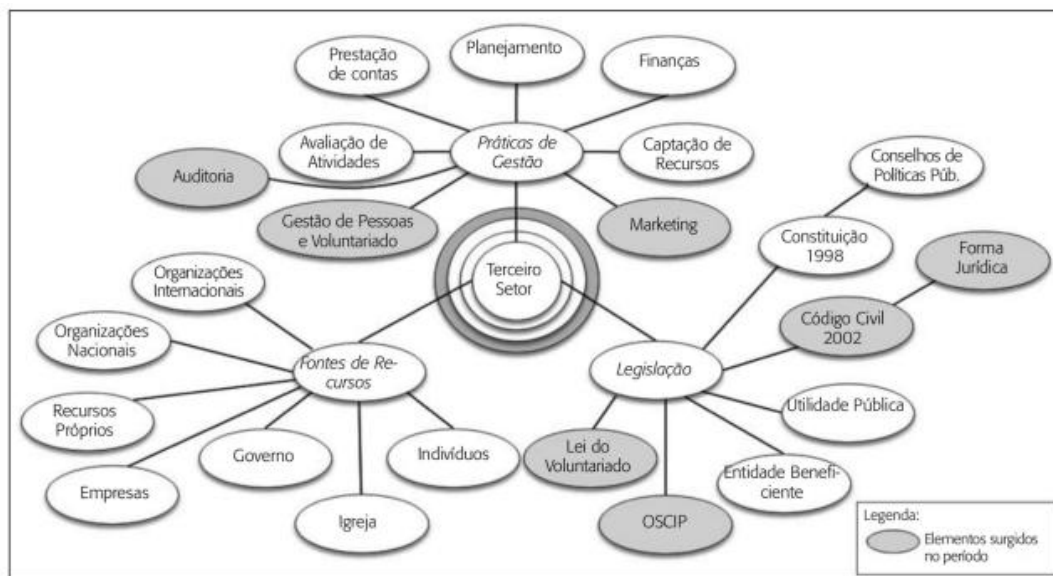 Prestação
de contas
Planejamento
Finanças
Avaliação de
Atividades
Práticas de
Gestão
Captação de
Recursos
Auditoria
Gestão de Pessoas
e Voluntariado
Marketing
Conselhos de
Políticas Púb.
Constituição
1998
Forma
Jurídica
Código Civil
2002
Terceiro
Setor
Organizações
Internacionais
Organizações
Nacionais
Fontes de Re-
cursos
Legislação
Recursos
Próprios
Utilidade Pública
Empresas
Governo
Igreja
Indivíduos
Lei do
Voluntariado
OSCIP
Entidade Benefi-
ciente
Legenda:
Elementos surgidos
no período